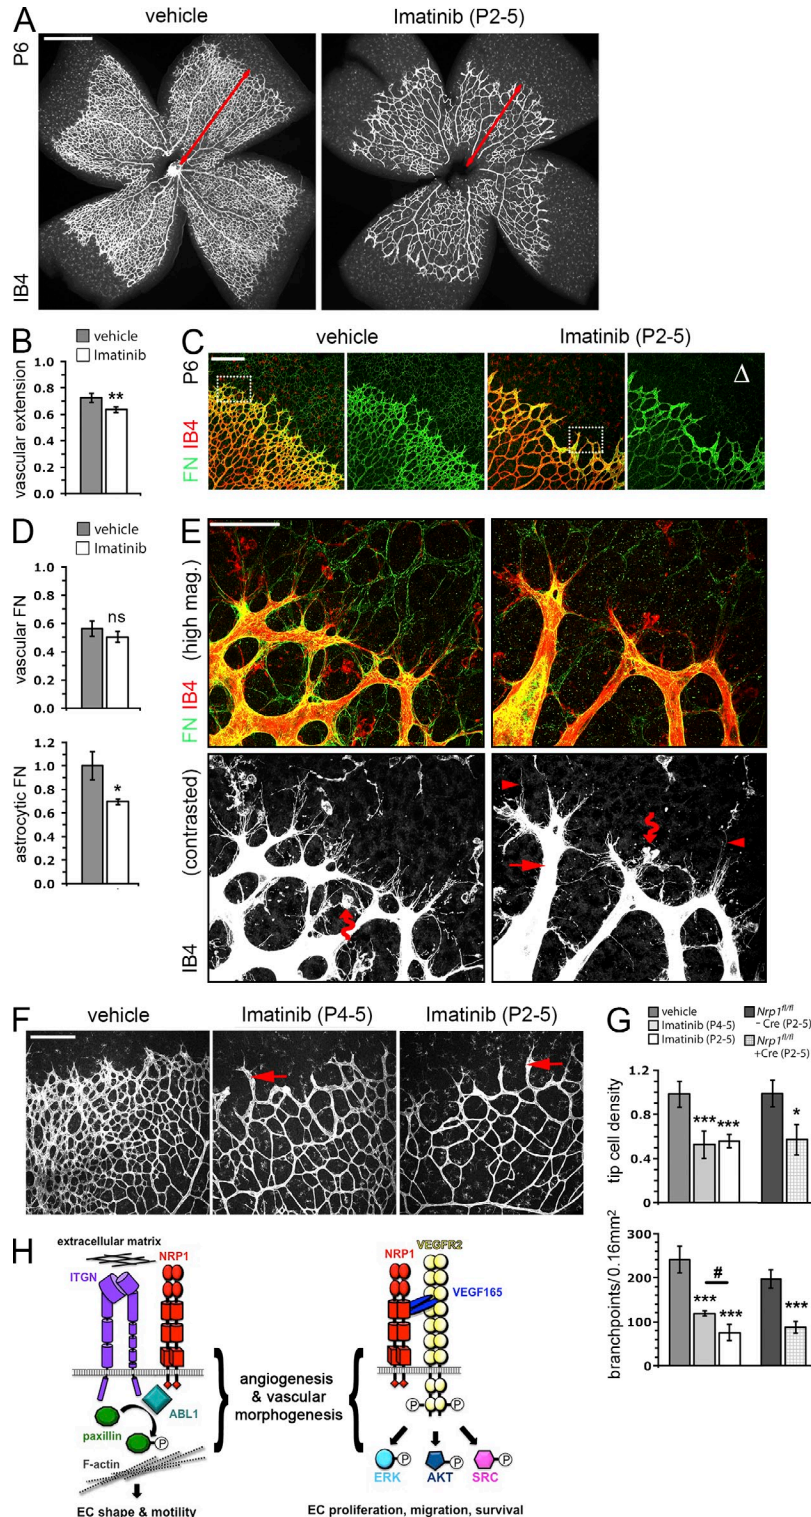 A
vehicle
Imatinib (P2-5)
P6
IB4
B
vehicle
Imatinib
vascular extension
1.0
0.8
0.6
0.4
0.2
0.0
**
C
vehicle
Imatinib (P2-5)
P6
FN IB4
Δ
D
vehicle
Imatinib
vascular FN
1.0
0.8
0.6
0.4
0.2
0.0
ns
astrocytic FN
1.2
1.0
0.8
0.6
0.4
0.2
0.0
*
E
(high mag.)
FN IB4
(contrasted)
IB4
F
vehicle
Imatinib (P4-5)
Imatinib (P2-5)
G
vehicle
Imatinib (P4-5)
Imatinib (P2-5)
Nrp1fl/fl
- Cre (P2-5)
Nrp1fl/fl
+Cre (P2-5)
tip cell density
1.2
0.8
0.4
0
*** ***
*
branchpoints/0.16mm²
300
200
100
0
#
*** ***
***
H
extracellular matrix
ITGN
NRP1
ABL1
paxillin
P
F-actin
EC shape & motility
angiogenesis
& vascular
morphogenesis
VEGFR2
NRP1
VEGF165
P P
P P P
ERK AKT SRC
EC proliferation, migration, survival